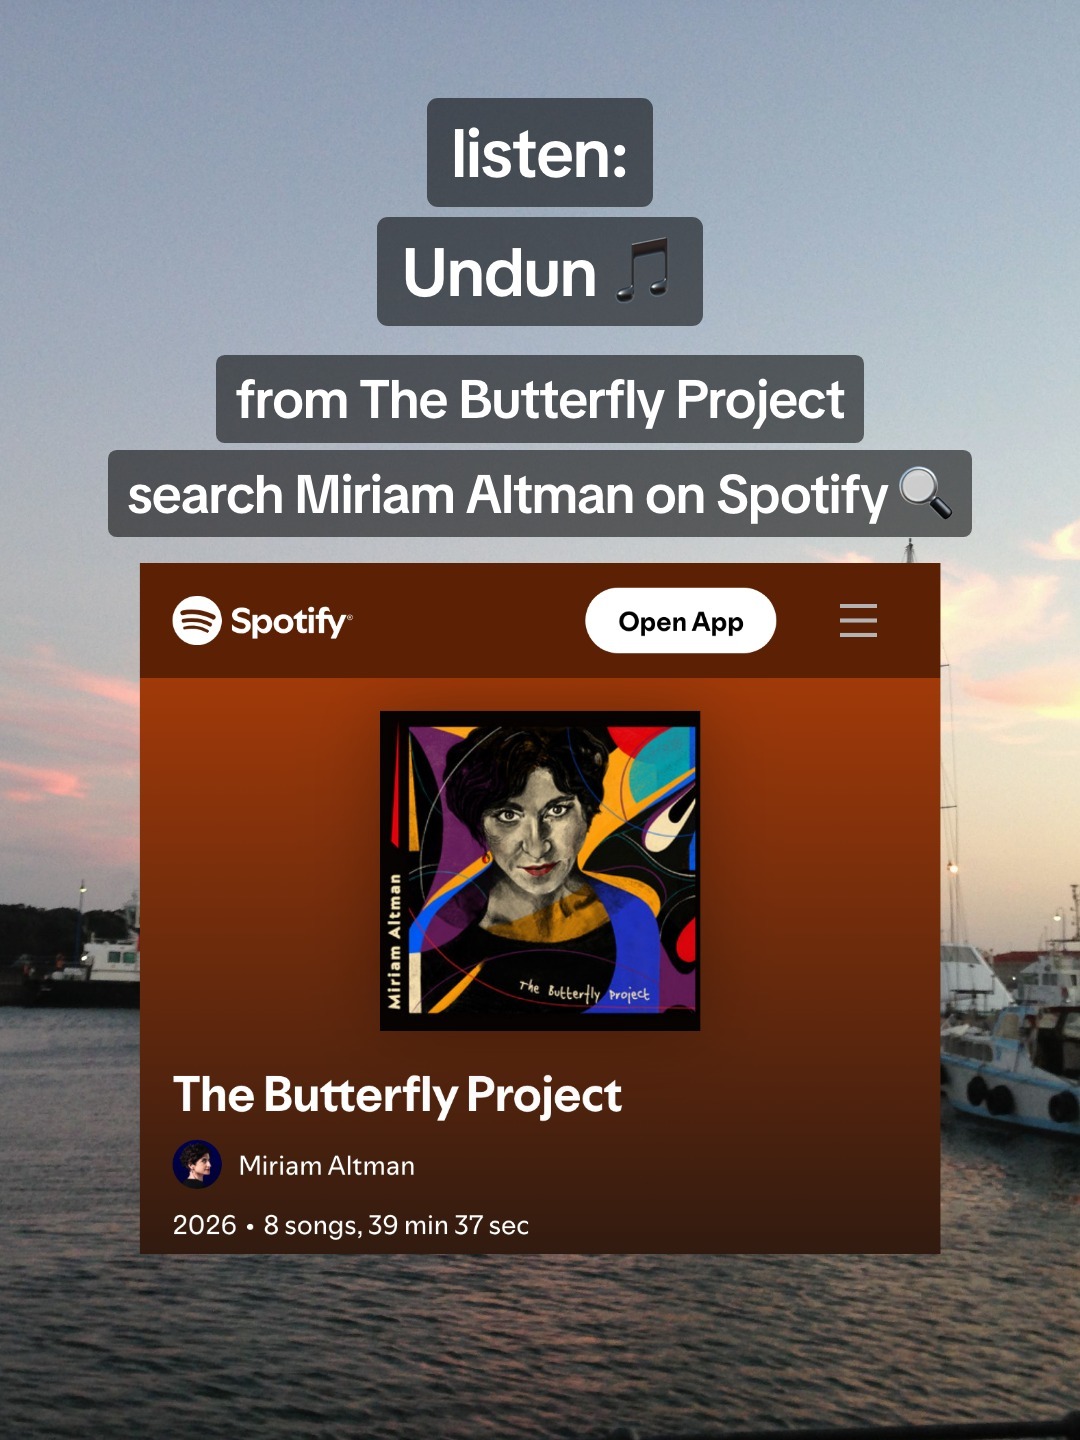 listen:
Undun 🎵
from The Butterfly Project
search Miriam Altman on Spotify 🔍
Spotify®
Open App
Miriam Altman
The Butterfly Project
The Butterfly Project
Miriam Altman
2026 • 8 songs, 39 min 37 sec